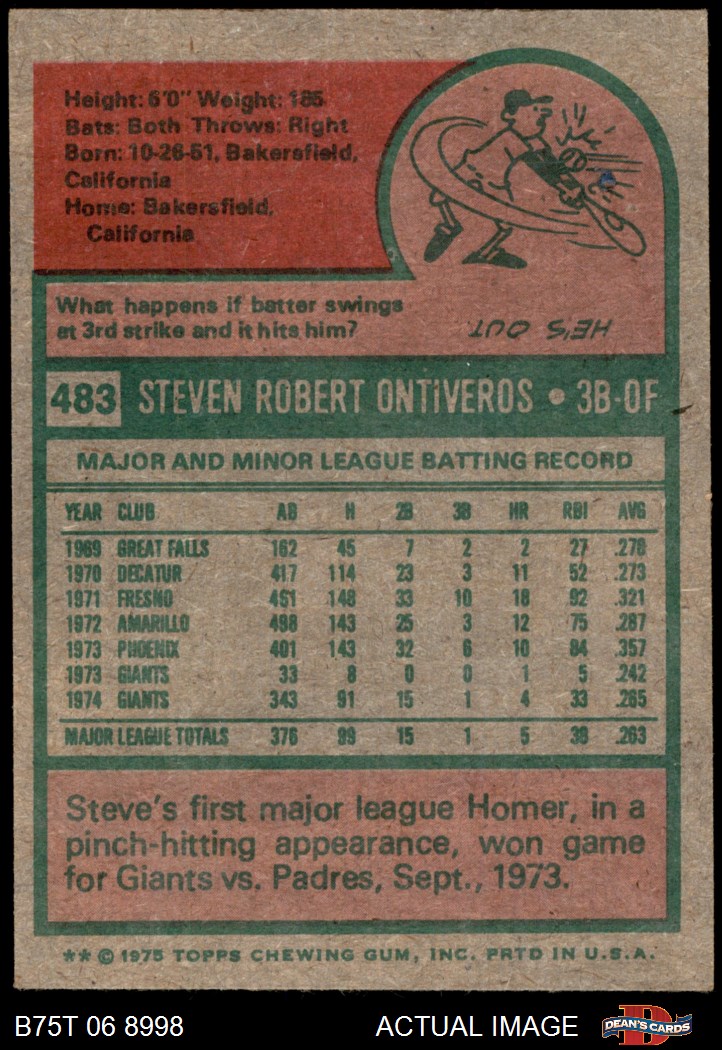 Height: 6'0" Weight: 185
Bats: Both Throws: Right
Born: 10-26-51, Bakersfield,
California
Home: Bakersfield,
California
What happens if batter swings
at 3rd strike and it hits him?
HE'S OUT
483 STEVEN ROBERT ONTIVEROS • 3B-OF
MAJOR AND MINOR LEAGUE BATTING RECORD
YEAR CLUB AB H 2B 3B HR RBI AVG
1969 GREAT FALLS 162 45 7 2 2 27 .278
1970 DECATUR 417 114 23 3 11 52 .273
1971 FRESNO 461 148 33 10 18 92 .321
1972 AMARILLO 498 143 25 3 12 75 .287
1973 PHOENIX 401 143 32 6 10 84 .357
1973 GIANTS 33 8 0 0 1 5 .242
1974 GIANTS 343 91 15 1 4 33 .265
MAJOR LEAGUE TOTALS 376 99 15 1 5 38 .263
Steve's first major league Homer, in a
pinch-hitting appearance, won game
for Giants vs. Padres, Sept., 1973.
** © 1975 TOPPS CHEWING GUM, INC. PRTD IN U.S.A.
B75T 06 8998 ACTUAL IMAGE
D
DEAN'S CARDS